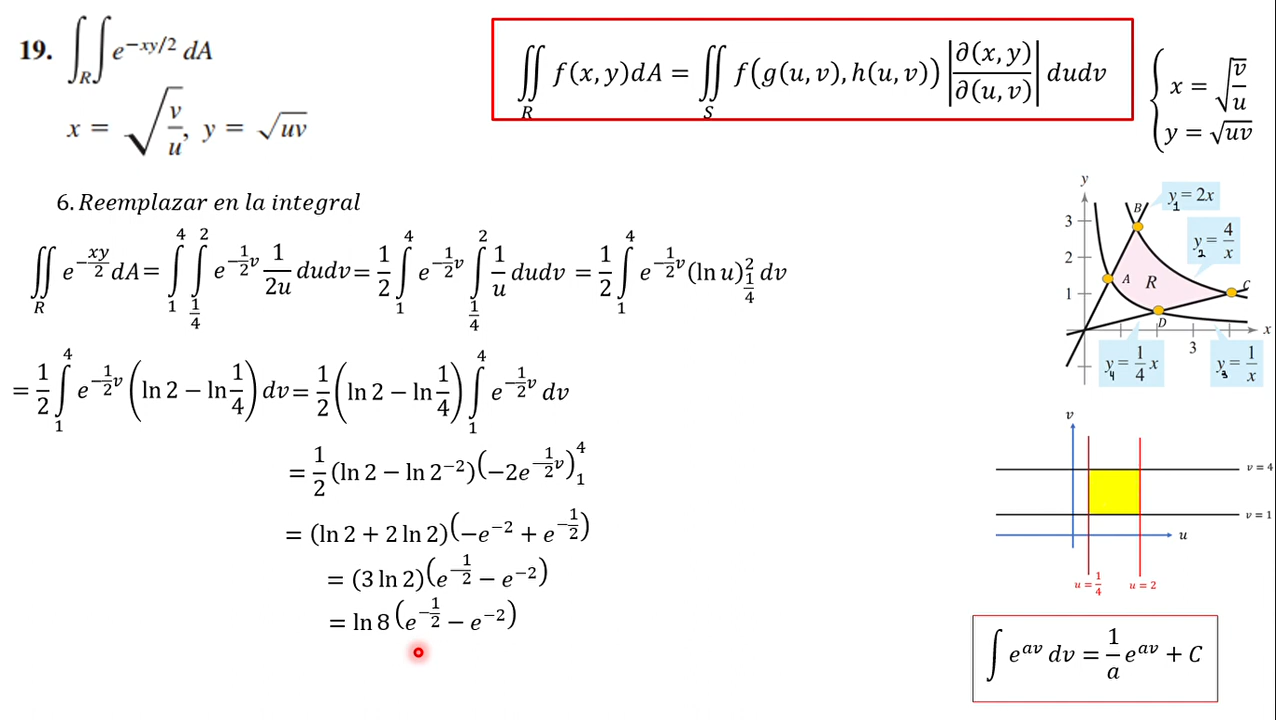 19. ∫∫_R e^{-xy/2} dA
x = √(v/u), y = √(uv)
∬_R f(x,y)dA = ∬_S f(g(u,v),h(u,v)) |∂(x,y)/∂(u,v)| dudv
{ x = √(v/u)
y = √(uv)
6. Reemplazar en la integral
∬_R e^{-xy/2} dA = ∫_1^4 ∫_{1/4}^2 e^{-1/2 v} 1/(2u) dudv = 1/2 ∫_1^4 e^{-1/2 v} ∫_{1/4}^2 1/u dudv = 1/2 ∫_1^4 e^{-1/2 v} (ln u)_{1/4}^2 dv
= 1/2 ∫_1^4 e^{-1/2 v} (ln 2 − ln 1/4) dv = 1/2 (ln 2 − ln 1/4) ∫_1^4 e^{-1/2 v} dv
= 1/2 (ln 2 − ln 2^{-2}) (−2e^{-1/2 v})_1^4
= (ln 2 + 2 ln 2)(−e^{-2} + e^{-1/2})
= (3 ln 2)(e^{-1/2} − e^{-2})
= ln 8 (e^{-1/2} − e^{-2})
y
y₁ = 2x
B
3
y₂ = 4/x
2
A R C
1
D
x
3
y₄ = 1/4 x
y₃ = 1/x
v
v = 4
v = 1
u
u = 1/4 u = 2
∫ e^{av} dv = 1/a e^{av} + C